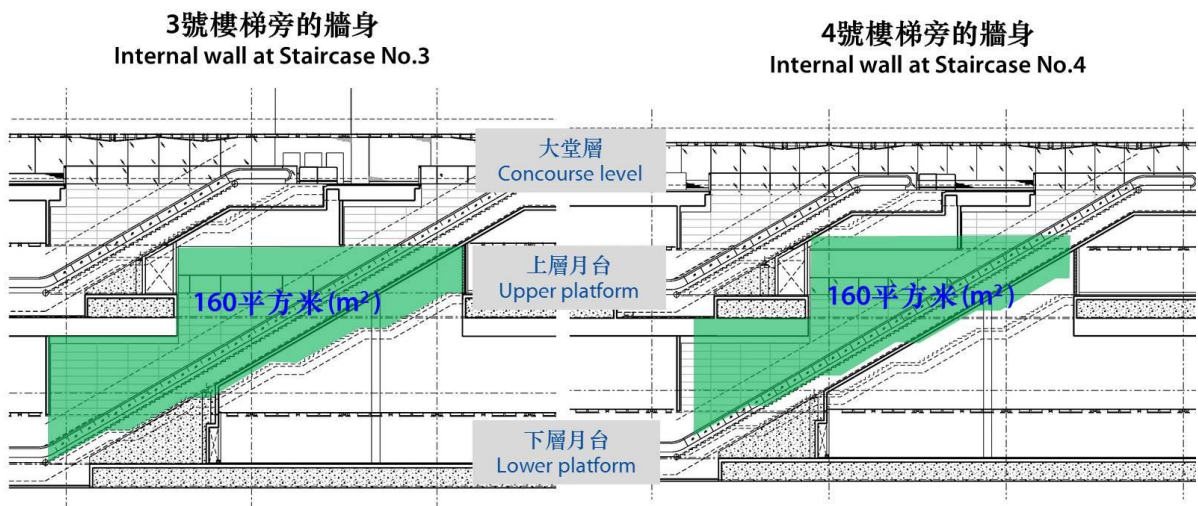 3號樓梯旁的牆身
Internal wall at Staircase No.3
4號樓梯旁的牆身
Internal wall at Staircase No.4
大堂層
Concourse level
上層月台
Upper platform
160平方米(m²)
160平方米(m²)
下層月台
Lower platform